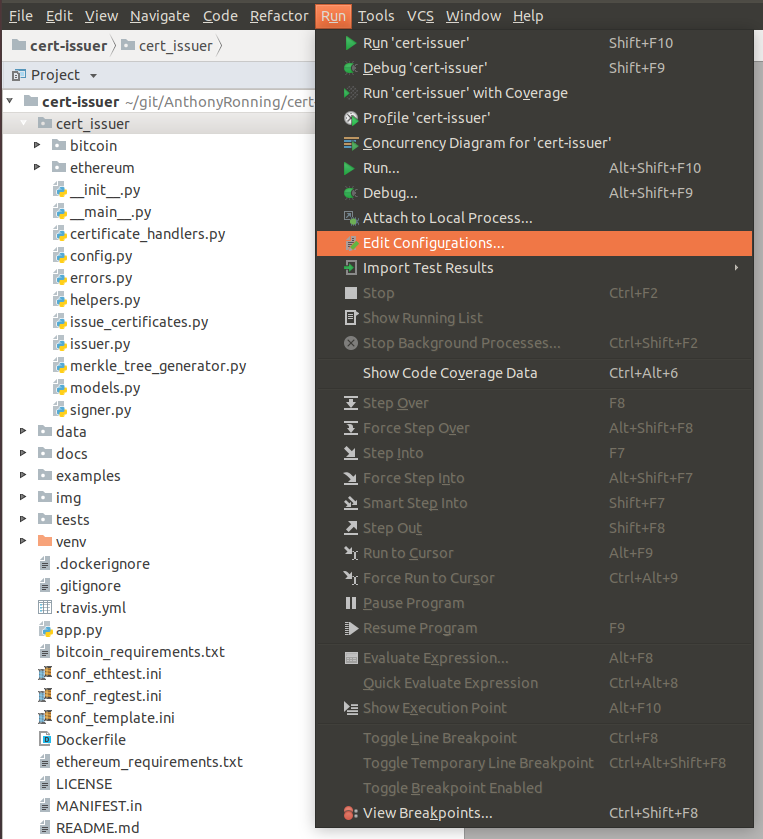 File Edit View Navigate Code Refactor Run Tools VCS Window Help
cert-issuer cert_issuer
Project
cert-issuer ~/git/AnthonyRonning/cert-
cert_issuer
bitcoin
ethereum
__init__.py
__main__.py
certificate_handlers.py
config.py
errors.py
helpers.py
issue_certificates.py
issuer.py
merkle_tree_generator.py
models.py
signer.py
data
docs
examples
img
tests
venv
.dockerignore
.gitignore
.travis.yml
app.py
bitcoin_requirements.txt
conf_ethtest.ini
conf_regtest.ini
conf_template.ini
Dockerfile
ethereum_requirements.txt
LICENSE
MANIFEST.in
README.md
Run 'cert-issuer' Shift+F10
Debug 'cert-issuer' Shift+F9
Run 'cert-issuer' with Coverage
Profile 'cert-issuer'
Concurrency Diagram for 'cert-issuer'
Run... Alt+Shift+F10
Debug... Alt+Shift+F9
Attach to Local Process...
Edit Configurations...
Import Test Results
Stop Ctrl+F2
Show Running List
Stop Background Processes... Ctrl+Shift+F2
Show Code Coverage Data Ctrl+Alt+6
Step Over F8
Force Step Over Alt+Shift+F8
Step Into F7
Force Step Into Alt+Shift+F7
Smart Step Into Shift+F7
Step Out Shift+F8
Run to Cursor Alt+F9
Force Run to Cursor Ctrl+Alt+9
Pause Program
Resume Program F9
Evaluate Expression... Alt+F8
Quick Evaluate Expression Ctrl+Alt+8
Show Execution Point Alt+F10
Toggle Line Breakpoint Ctrl+F8
Toggle Temporary Line Breakpoint Ctrl+Alt+Shift+F8
Toggle Breakpoint Enabled
View Breakpoints... Ctrl+Shift+F8